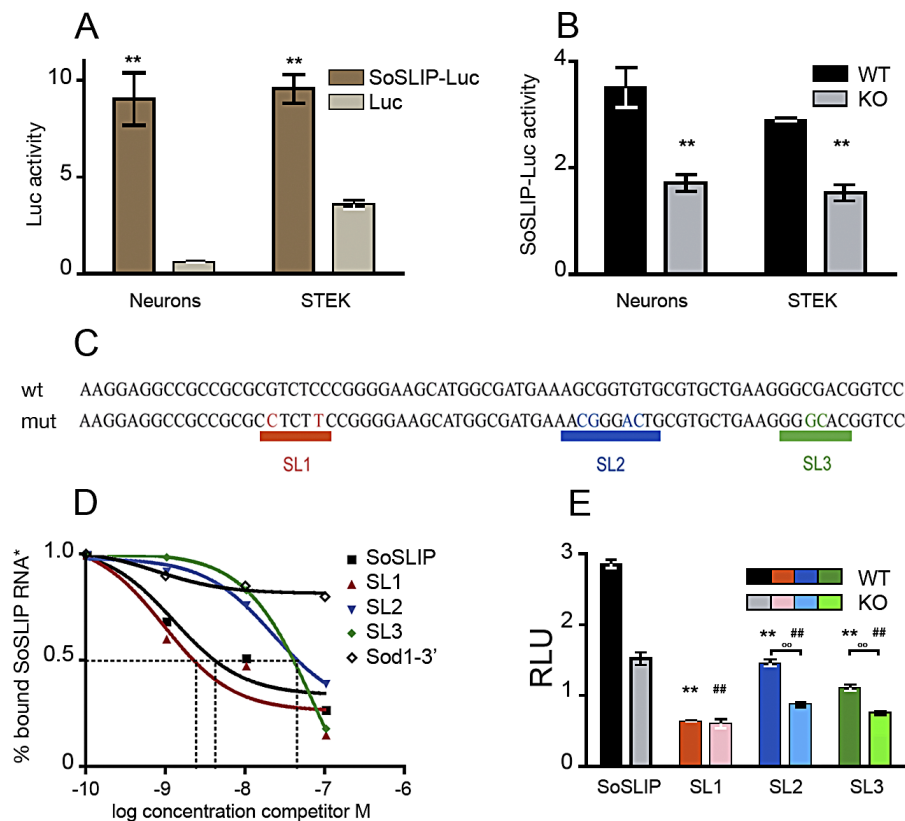 A
**
**
10
5
0
Luc activity
SoSLIP-Luc
Luc
Neurons
STEK
B
4
2
0
SoSLIP-Luc activity
WT
KO
**
**
Neurons
STEK
C
wt AAGGAGGCCGCCGCGCGTCTCCCGGGGAAGCATGGCGATGAAAGCGGTGTGCGTGCTGAAGGGCGACGGTCC
mut AAGGAGGCCGCCGCGCCTCTTCCGGGGAAGCATGGCGATGAAACGGGACTGCGTGCTGAAGGGGCACGGTCC
SL1 SL2 SL3
D
1.0
0.5
0
% bound SoSLIP RNA*
SoSLIP
SL1
SL2
SL3
Sod1-3'
-10 -9 -8 -7 -6
log concentration competitor M
E
3
2
1
0
RLU
WT
KO
** ##
** ##
oo
** ##
oo
SoSLIP SL1 SL2 SL3